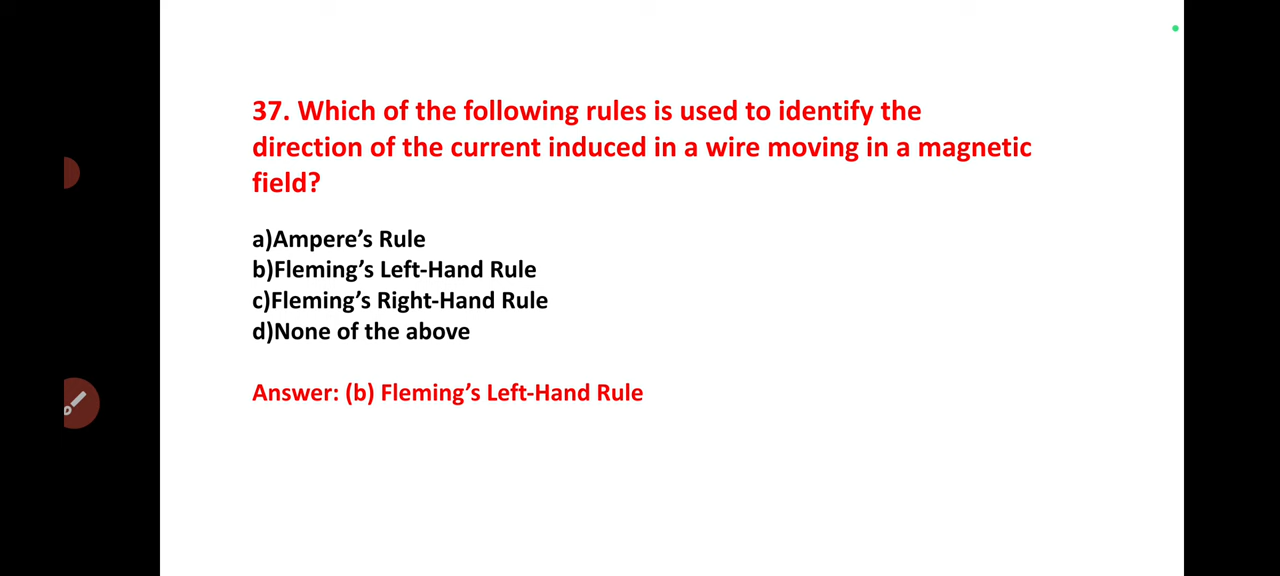 37. Which of the following rules is used to identify the
direction of the current induced in a wire moving in a magnetic
field?
a)Ampere’s Rule
b)Fleming’s Left-Hand Rule
c)Fleming’s Right-Hand Rule
d)None of the above
Answer: (b) Fleming’s Left-Hand Rule